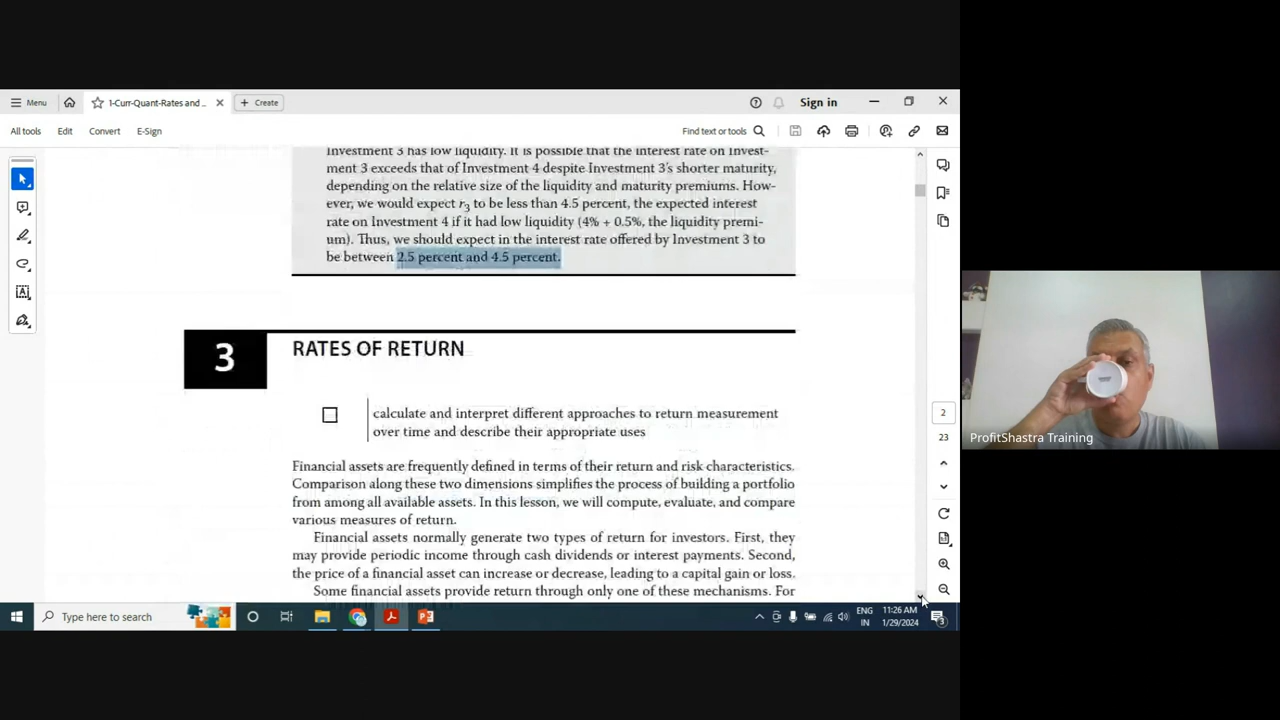 Menu
1-Curr-Quant-Rates and ...
Create
Sign in
All tools
Edit
Convert
E-Sign
Find text or tools
Investment 3 has low liquidity. It is possible that the interest rate on Invest-
ment 3 exceeds that of Investment 4 despite Investment 3's shorter maturity,
depending on the relative size of the liquidity and maturity premiums. How-
ever, we would expect r3 to be less than 4.5 percent, the expected interest
rate on Investment 4 if it had low liquidity (4% + 0.5%, the liquidity premi-
um). Thus, we should expect in the interest rate offered by Investment 3 to
be between 2.5 percent and 4.5 percent.
3
RATES OF RETURN
calculate and interpret different approaches to return measurement
over time and describe their appropriate uses
Financial assets are frequently defined in terms of their return and risk characteristics.
Comparison along these two dimensions simplifies the process of building a portfolio
from among all available assets. In this lesson, we will compute, evaluate, and compare
various measures of return.
Financial assets normally generate two types of return for investors. First, they
may provide periodic income through cash dividends or interest payments. Second,
the price of a financial asset can increase or decrease, leading to a capital gain or loss.
Some financial assets provide return through only one of these mechanisms. For
2
23
ProfitShastra Training
Type here to search
ENG
IN
11:26 AM
1/29/2024
3